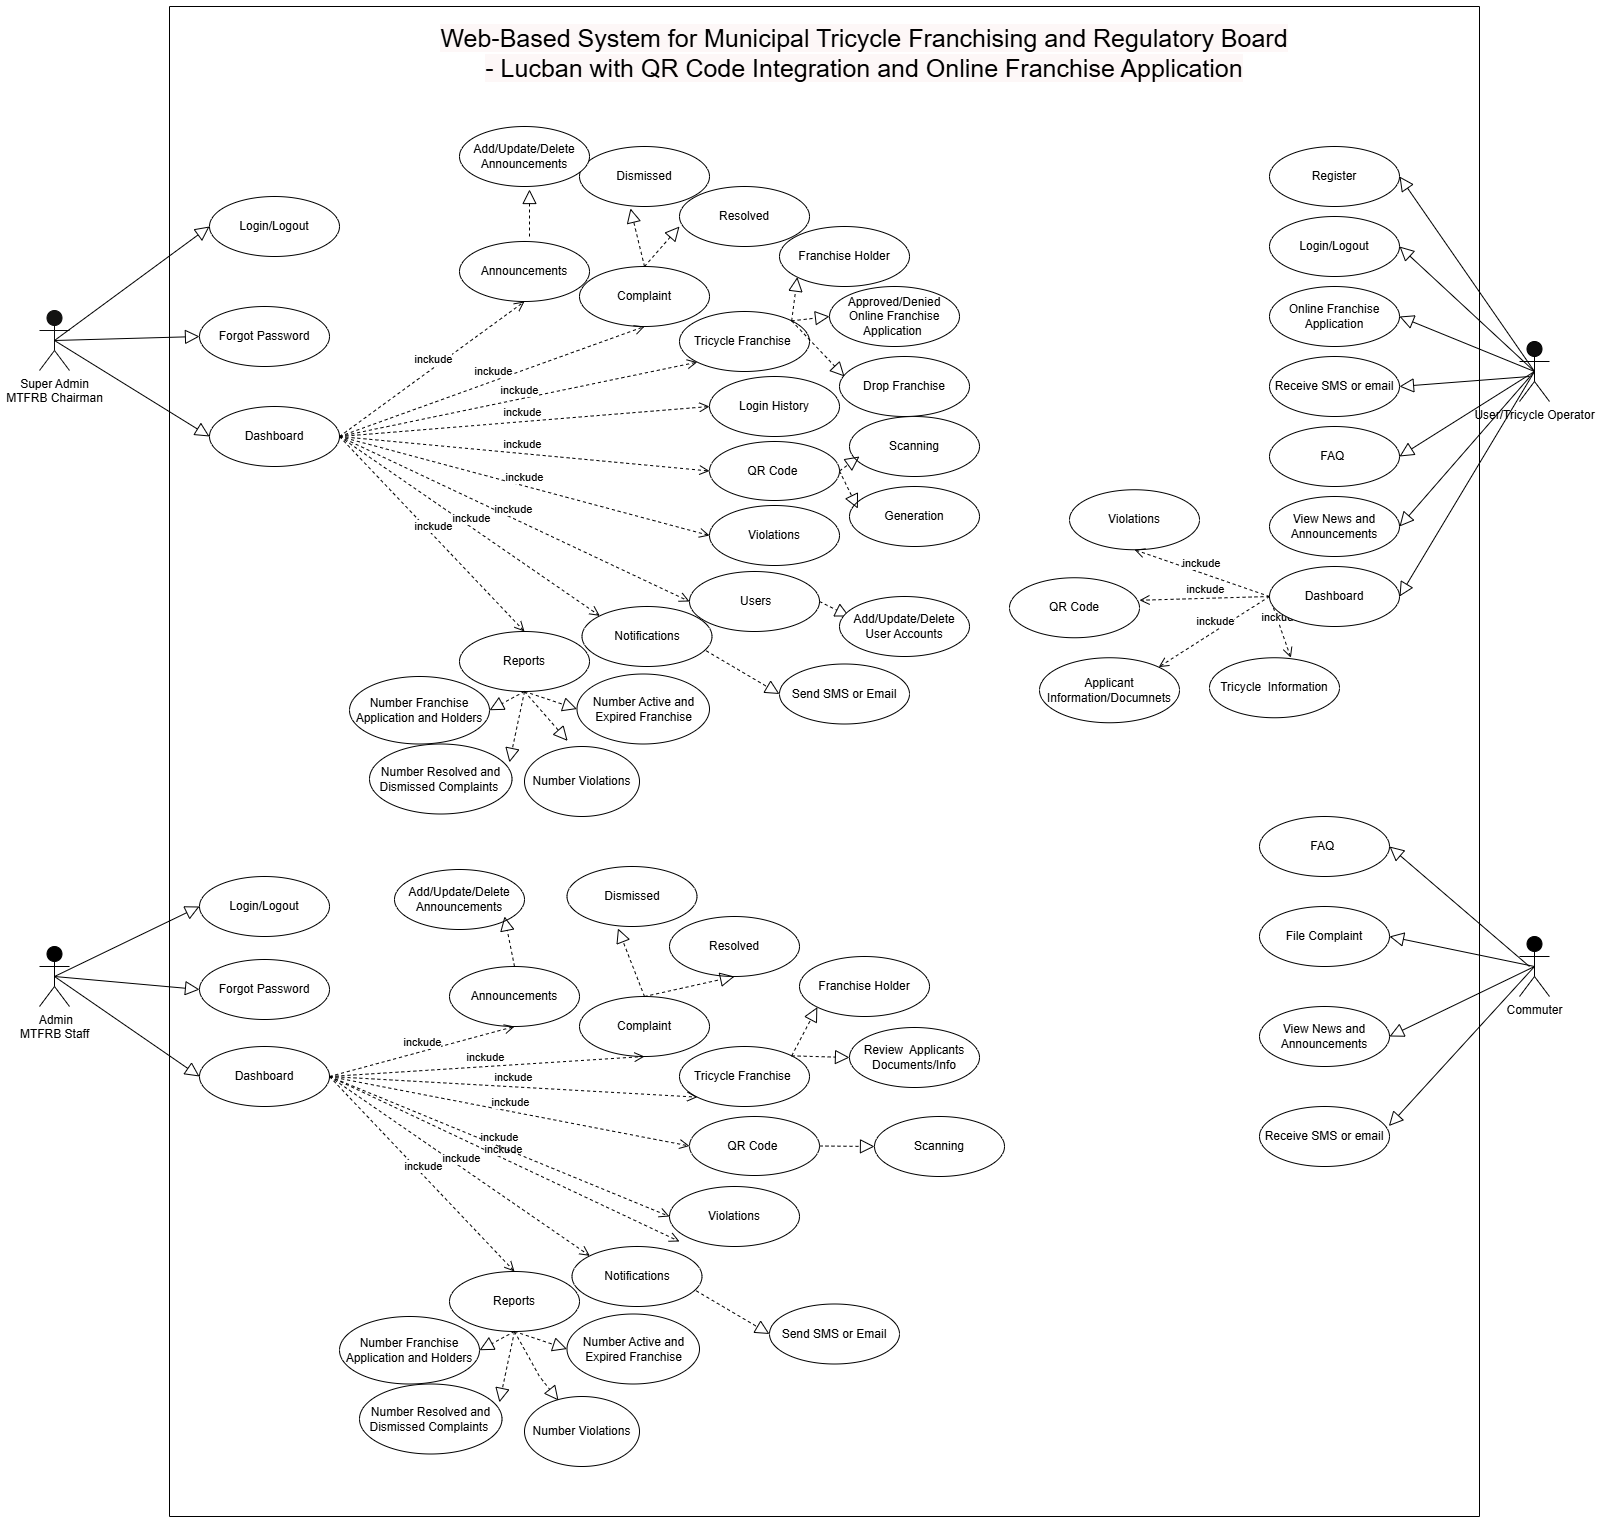 Web-Based System for Municipal Tricycle Franchising and Regulatory Board
- Lucban with QR Code Integration and Online Franchise Application
Super Admin
MTFRB Chairman
Login/Logout
Forgot Password
Dashboard
Add/Update/Delete
Announcements
Dismissed
Resolved
Announcements
Complaint
Franchise Holder
Approved/Denied
Online Franchise
Application
Tricycle Franchise
Drop Franchise
Login History
Scanning
QR Code
Generation
Violations
Users
Add/Update/Delete
User Accounts
Notifications
Send SMS or Email
Reports
Number Franchise
Application and Holders
Number Active and
Expired Franchise
Number Resolved and
Dismissed Complaints
Number Violations
inckude
inckude
inckude
inckude
inckude
inckude
inckude
inckude
inckude
Register
Login/Logout
Online Franchise
Application
Receive SMS or email
FAQ
View News and
Announcements
Dashboard
User/Tricycle Operator
Violations
QR Code
Applicant
Information/Documnets
Tricycle  Information
inckude
inckude
inckude
inckude
Admin
MTFRB Staff
Login/Logout
Forgot Password
Dashboard
Add/Update/Delete
Announcements
Dismissed
Resolved
Announcements
Complaint
Franchise Holder
Review  Applicants
Documents/Info
Tricycle Franchise
QR Code
Scanning
Violations
Notifications
Send SMS or Email
Reports
Number Franchise
Application and Holders
Number Active and
Expired Franchise
Number Resolved and
Dismissed Complaints
Number Violations
inckude
inckude
inckude
inckude
inckude
inckude
inckude
inckude
FAQ
File Complaint
View News and
Announcements
Receive SMS or email
Commuter